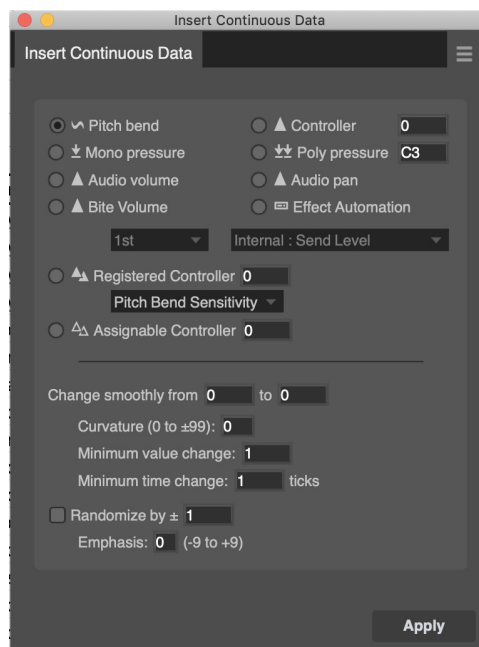 Insert Continuous Data
Insert Continuous Data
Pitch bend Controller 0
Mono pressure Poly pressure C3
Audio volume Audio pan
Bite Volume Effect Automation
1st Internal : Send Level
Registered Controller 0
Pitch Bend Sensitivity
Assignable Controller 0
Change smoothly from 0 to 0
Curvature (0 to ±99): 0
Minimum value change: 1
Minimum time change: 1 ticks
Randomize by ± 1
Emphasis: 0 (-9 to +9)
Apply